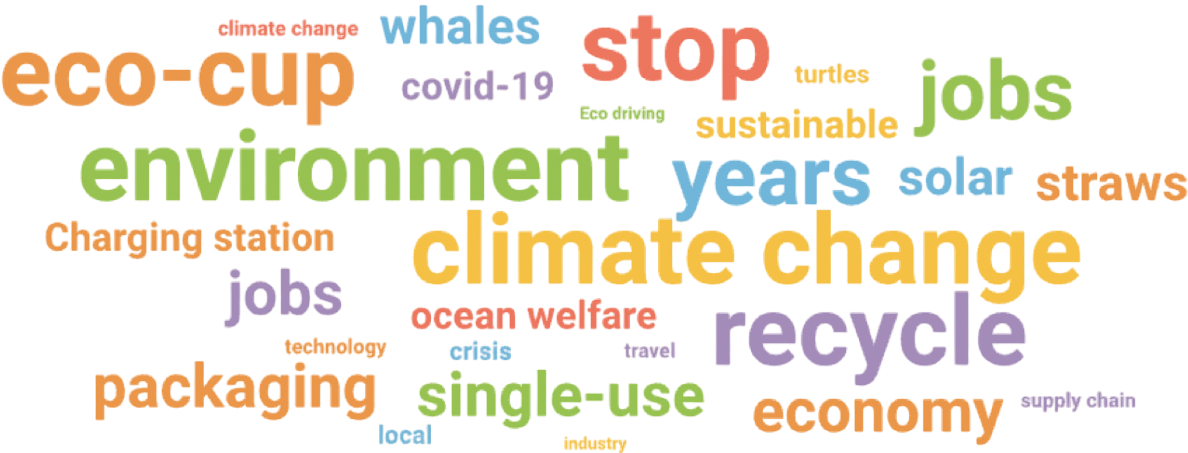 climate change
whales
stop
eco-cup
covid-19
turtles
jobs
Eco driving
sustainable
environment
years
solar
straws
Charging station
climate change
jobs
ocean welfare
recycle
technology
crisis
travel
packaging
single-use
economy
supply chain
local
industry